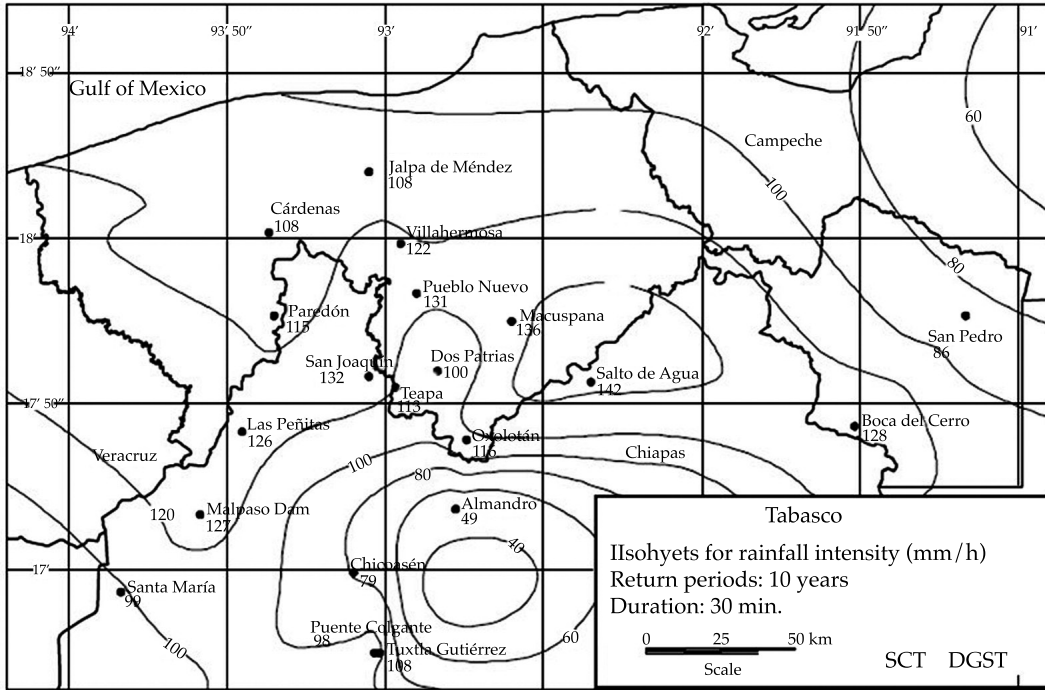 94′
93′ 50″
93′
92′
91′ 50″
91′
18′ 50″
Gulf of Mexico
60
Campeche
Jalpa de Méndez
108
100
Cárdenas
108
Villahermosa
122
18′
80
Pueblo Nuevo
131
Paredón
115
Macuspana
136
San Pedro
86
San Joaquín
132
Dos Patrias
100
Salto de Agua
142
Teapa
113
17′ 50″
Las Peñitas
126
Boca del Cerro
128
Oxolotán
116
Veracruz
100
Chiapas
80
Almandro
49
120
Malpaso Dam
127
40
17′
Chicoasén
79
Santa María
99
Puente Colgante
98
60
100
Tuxtla Gutiérrez
108
Tabasco
IIsohyets for rainfall intensity (mm/h)
Return periods: 10 years
Duration: 30 min.
0 25 50 km
Scale
SCT DGST